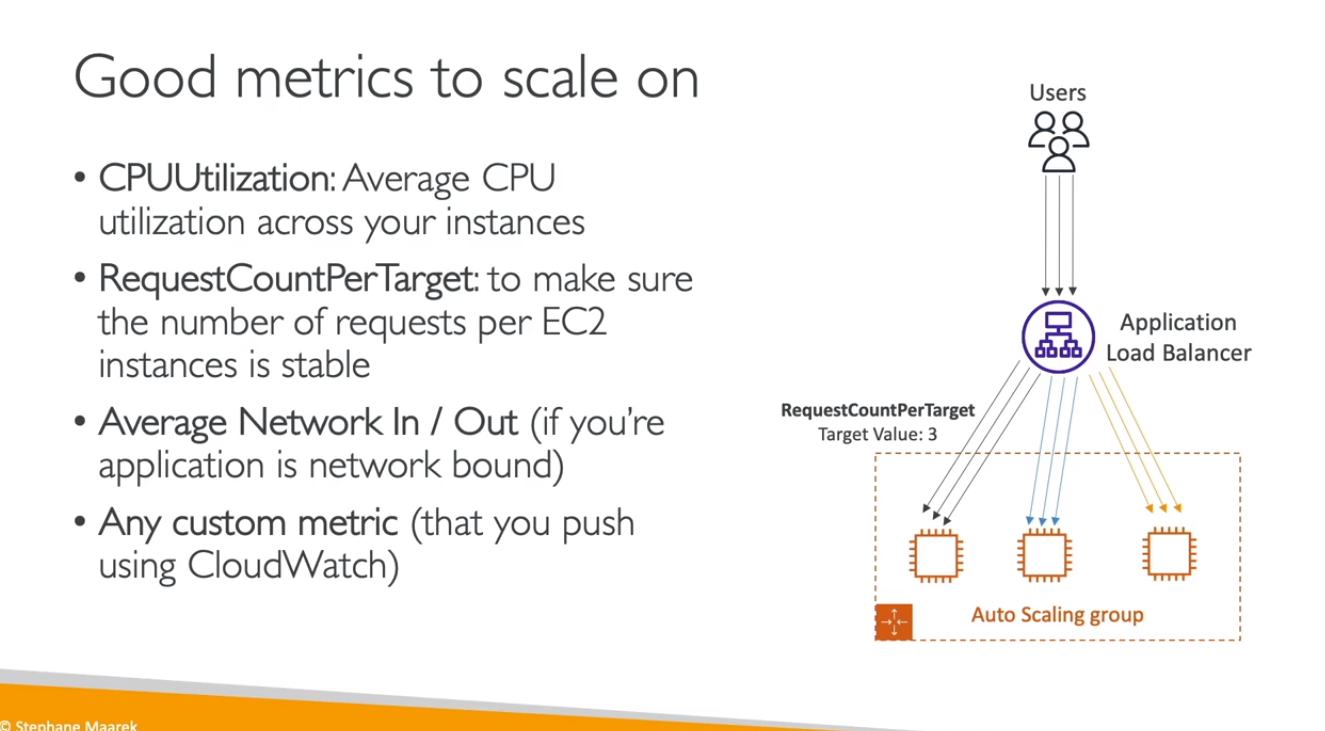 Good metrics to scale on
• CPUUtilization: Average CPU
utilization across your instances
• RequestCountPerTarget: to make sure
the number of requests per EC2
instances is stable
• Average Network In / Out (if you're
application is network bound)
• Any custom metric (that you push
using CloudWatch)
Users
Application
Load Balancer
RequestCountPerTarget
Target Value: 3
Auto Scaling group
© Stephane Maarek